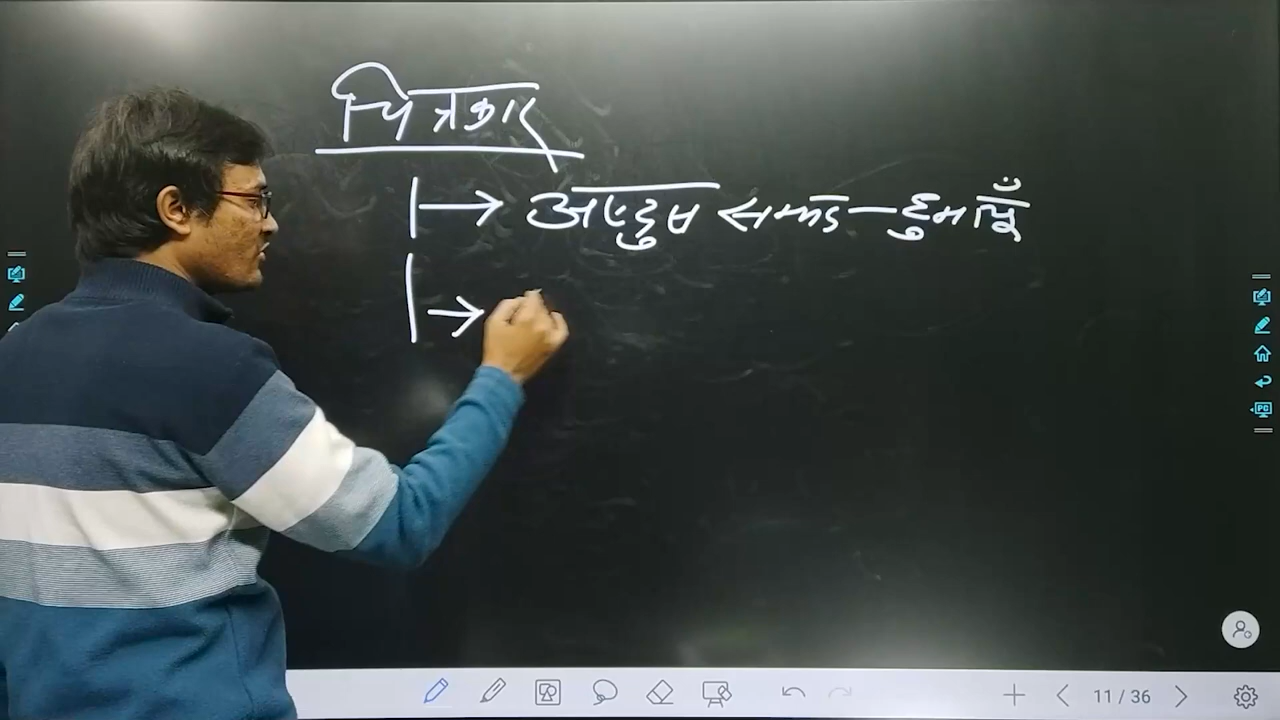 चित्रकार
→ अब्दुस समद – हुमायूँ
→
11 / 36